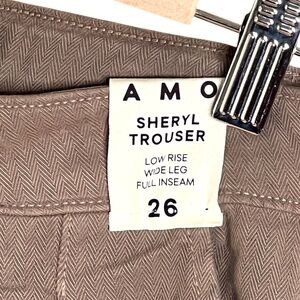 AMO
SHERYL
TROUSER
LOW RISE
WIDE LEG
FULL INSEAM
26